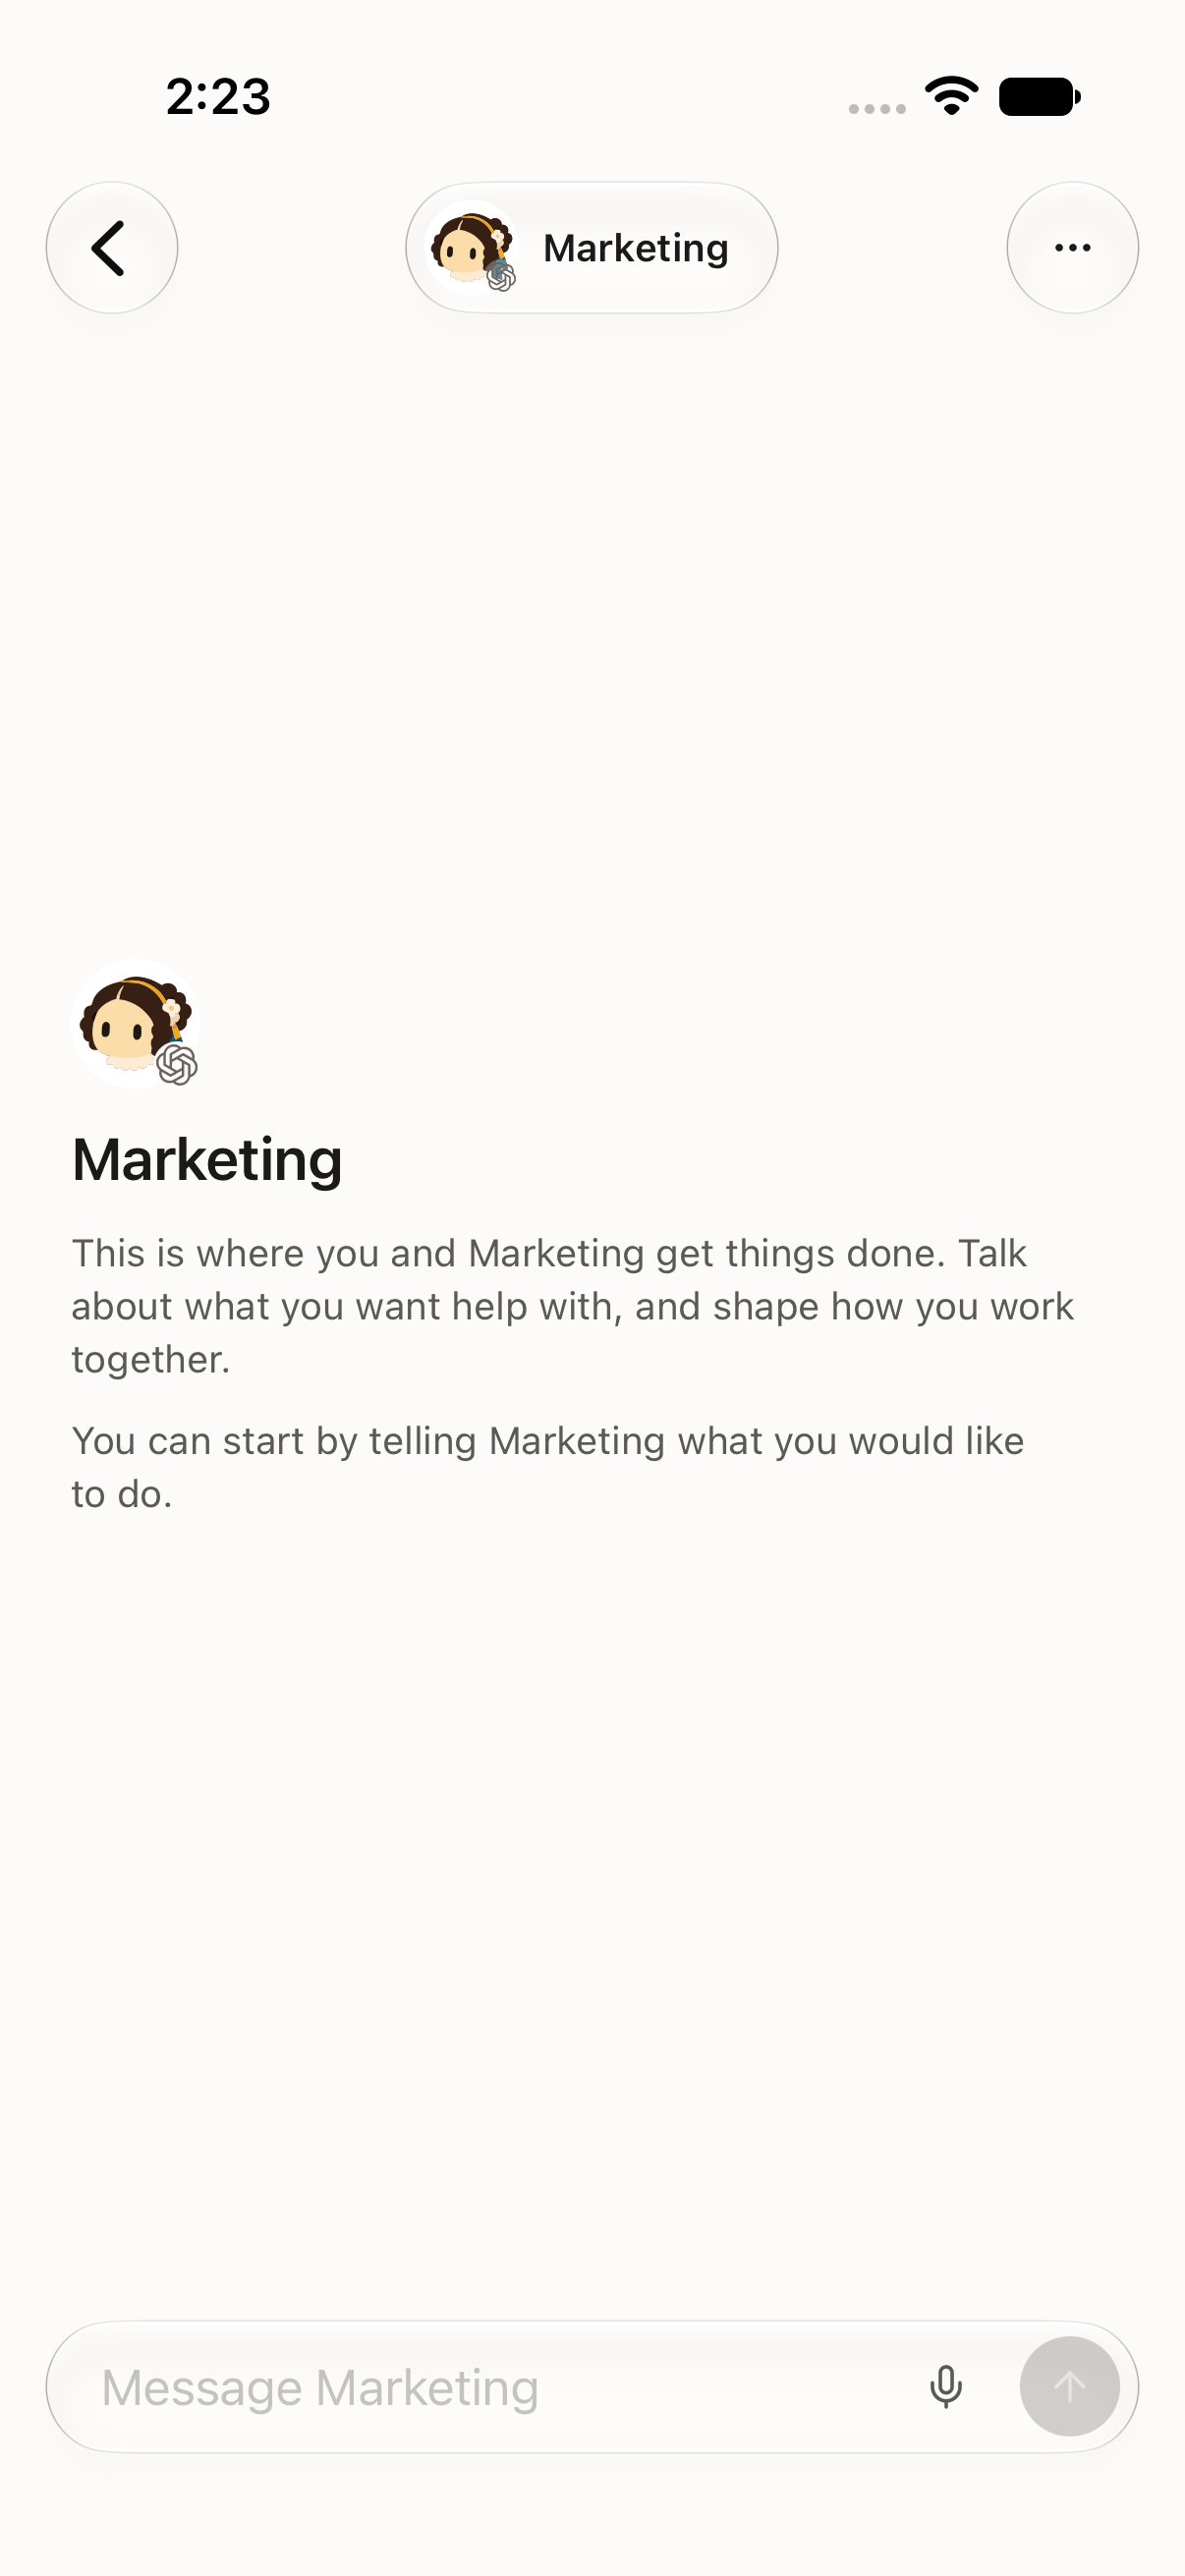 2:23
Marketing
Marketing
This is where you and Marketing get things done. Talk
about what you want help with, and shape how you work
together.
You can start by telling Marketing what you would like
to do.
Message Marketing